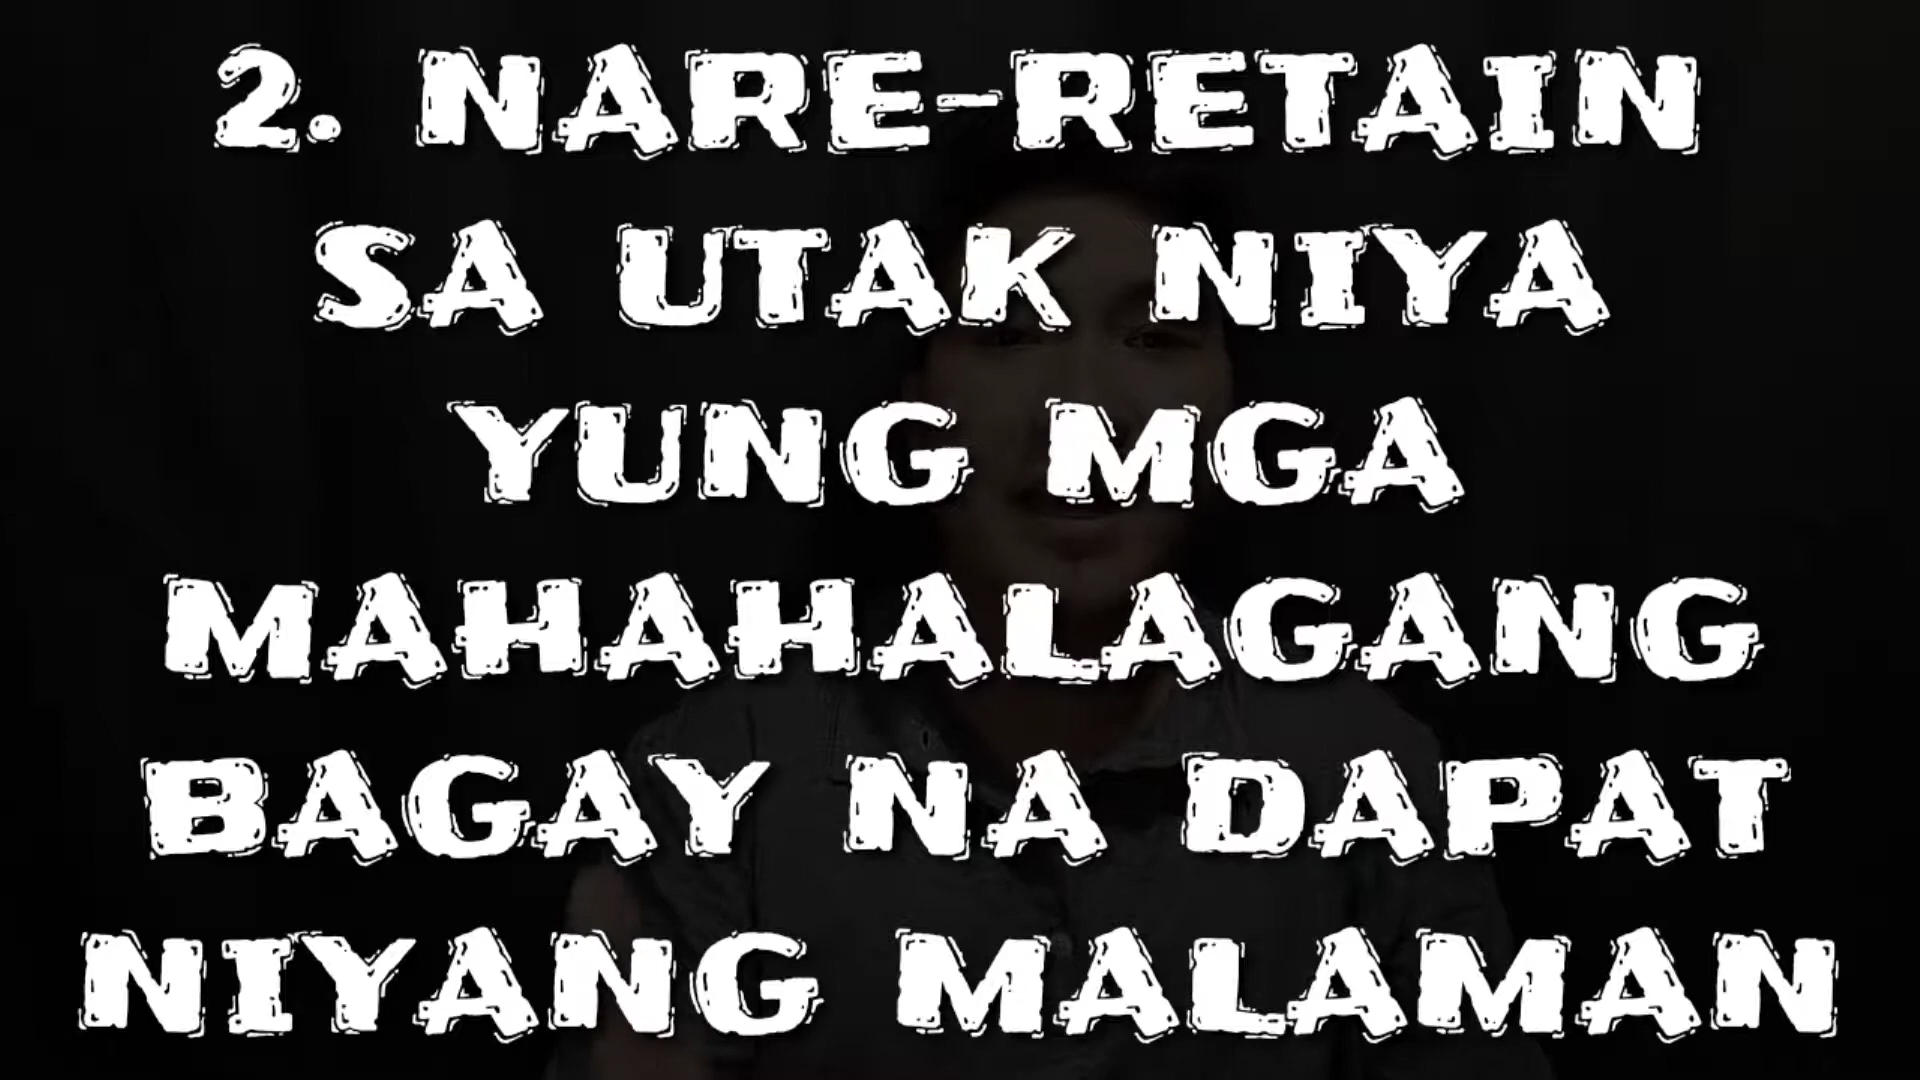 2. NARE-RETAIN
SA UTAK NIYA
YUNG MGA
MAHAHALAGANG
BAGAY NA DAPAT
NIYANG MALAMAN